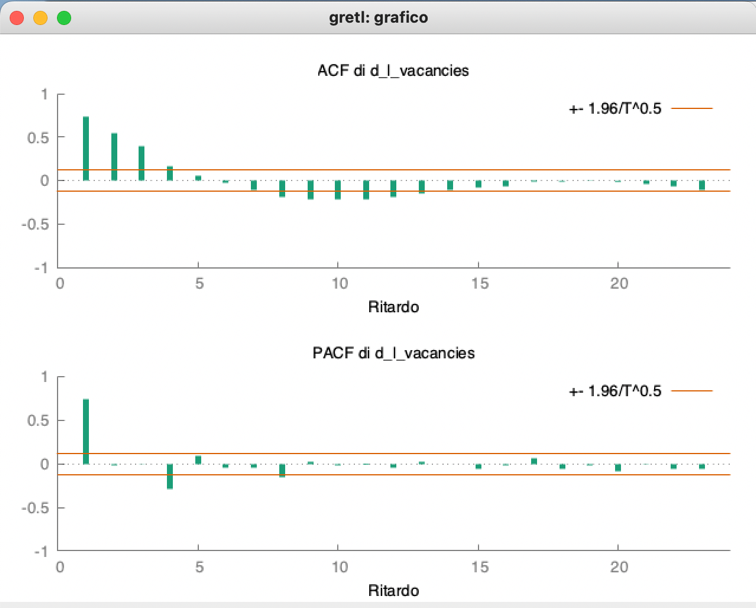 gretl: grafico
ACF di d_l_vacancies
+- 1.96/T^0.5
1
0.5
0
-0.5
-1
0 5 10 15 20
Ritardo
PACF di d_l_vacancies
+- 1.96/T^0.5
1
0.5
0
-0.5
-1
0 5 10 15 20
Ritardo